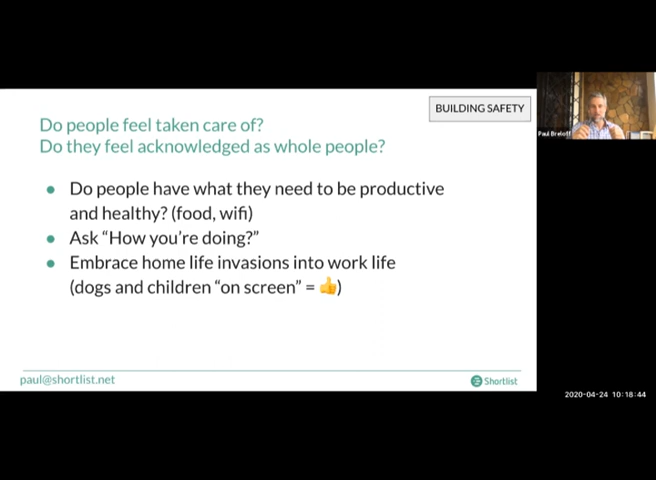 BUILDING SAFETY
Do people feel taken care of?
Do they feel acknowledged as whole people?
Do people have what they need to be productive
and healthy? (food, wifi)
Ask “How you’re doing?”
Embrace home life invasions into work life
(dogs and children “on screen” = 👍)
paul@shortlist.net
Shortlist
Paul Breloff
2020-04-24 10:18:44